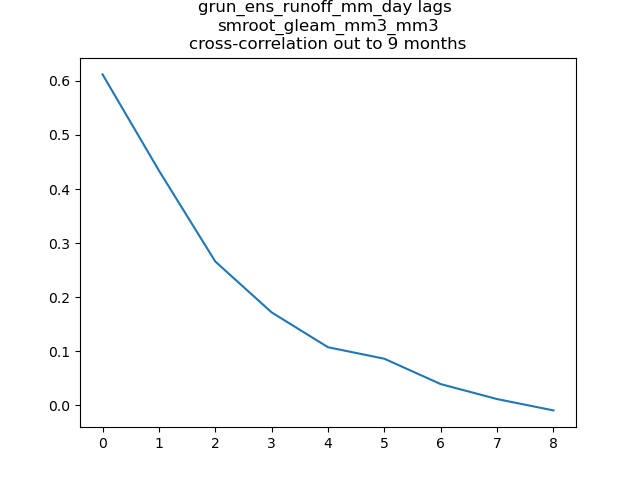 grun_ens_runoff_mm_day lags
smroot_gleam_mm3_mm3
cross-correlation out to 9 months
0.6
0.5
0.4
0.3
0.2
0.1
0.0
0 1 2 3 4 5 6 7 8